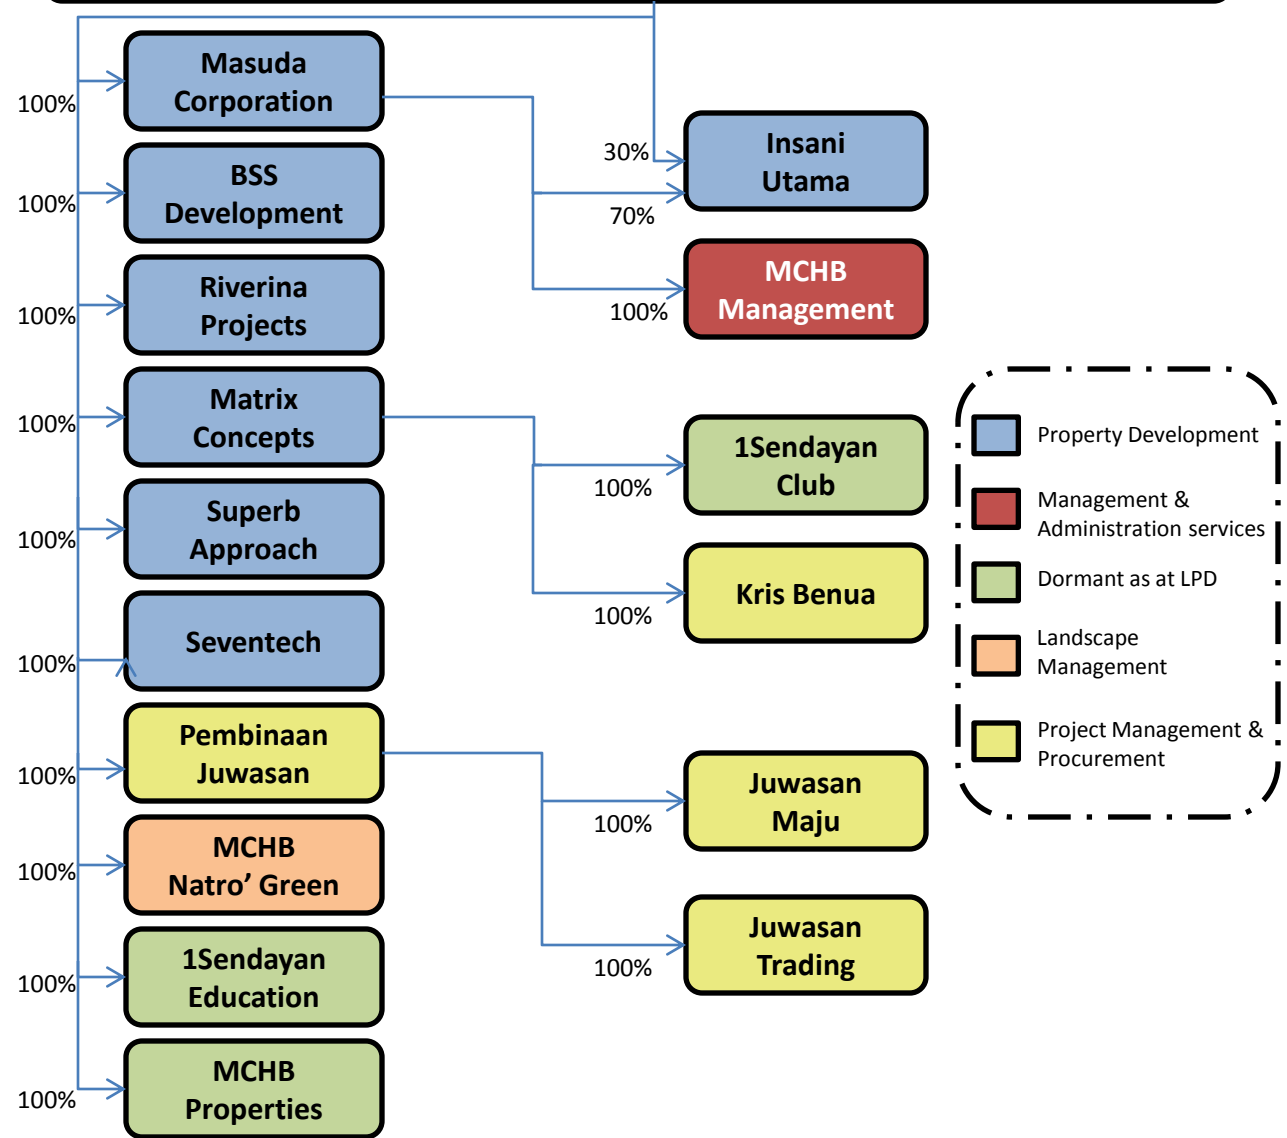 100%
Masuda
Corporation
100%
BSS
Development
100%
Riverina
Projects
100%
Matrix
Concepts
100%
Superb
Approach
100%
Seventech
100%
Pembinaan
Juwasan
100%
MCHB
Natro’ Green
100%
1Sendayan
Education
100%
MCHB
Properties
30%
70%
Insani
Utama
100%
MCHB
Management
100%
1Sendayan
Club
100%
Kris Benua
100%
Juwasan
Maju
100%
Juwasan
Trading
Property Development
Management &
Administration services
Dormant as at LPD
Landscape
Management
Project Management &
Procurement